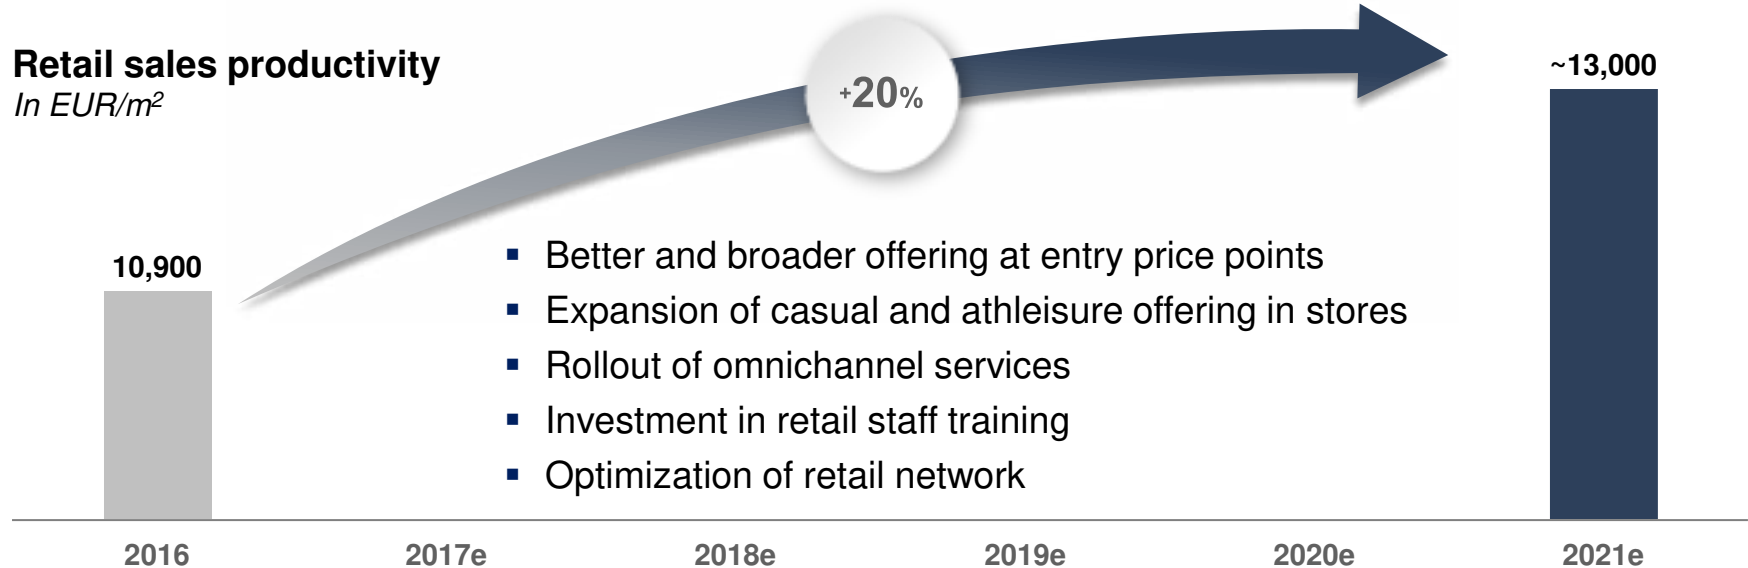 Retail sales productivity
In EUR/m²
+20%
~13,000
10,900
▪ Better and broader offering at entry price points
▪ Expansion of casual and athleisure offering in stores
▪ Rollout of omnichannel services
▪ Investment in retail staff training
▪ Optimization of retail network
2016 2017e 2018e 2019e 2020e 2021e